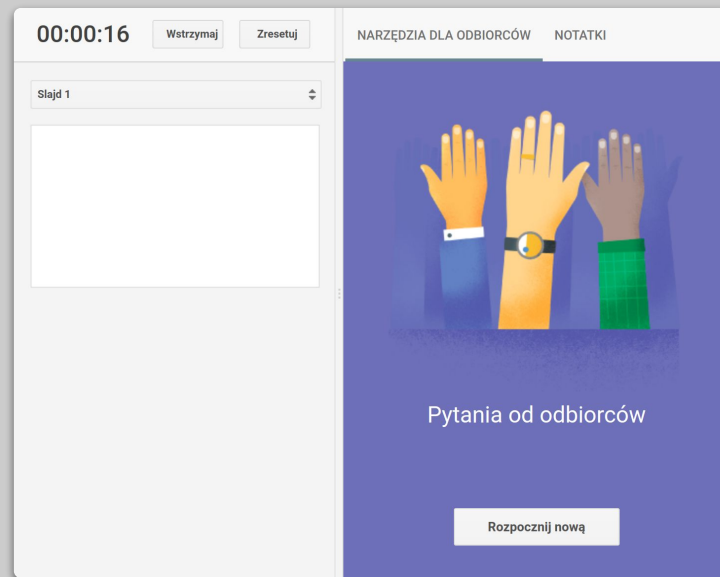 00:00:16
Wstrzymaj
Zresetuj
NARZĘDZIA DLA ODBIORCÓW
NOTATKI
Slajd 1
Pytania od odbiorców
Rozpocznij nową